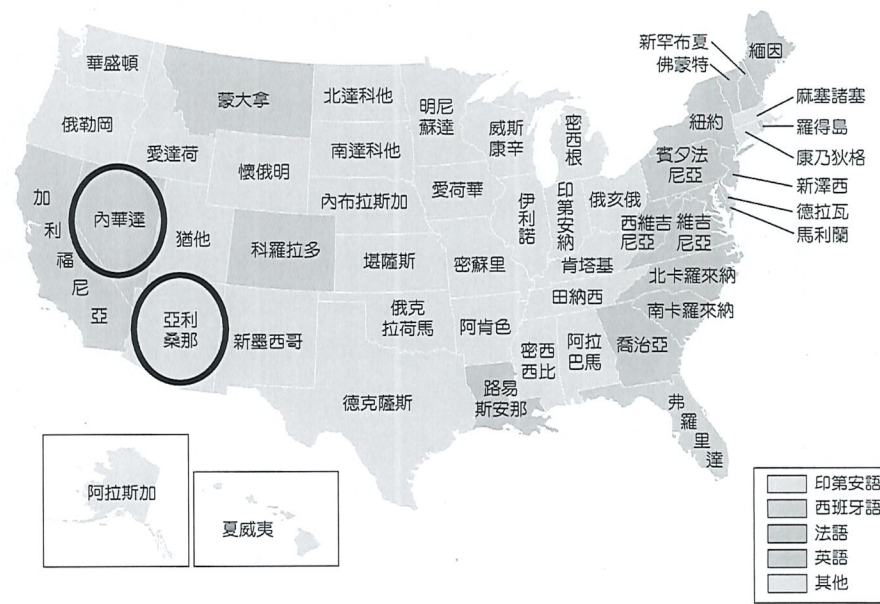 新罕布夏
佛蒙特
緬因
華盛頓
蒙大拿
北達科他
明尼
蘇達
威斯
康辛
密西根
紐約
麻塞諸塞
羅得島
康乃狄格
俄勒岡
愛達荷
懷俄明
南達科他
賓夕法
尼亞
新澤西
德拉瓦
馬利蘭
加利福尼亞
內華達
猶他
科羅拉多
內布拉斯加
愛荷華
伊利諾
印第安納
俄亥俄
西維吉
尼亞
維吉
尼亞
堪薩斯
密蘇里
肯塔基
北卡羅來納
田納西
南卡羅來納
亞利
桑那
新墨西哥
俄克
拉荷馬
阿肯色
密西
西比
阿拉
巴馬
喬治亞
德克薩斯
路易
斯安那
弗羅里達
阿拉斯加
夏威夷
印第安語
西班牙語
法語
英語
其他